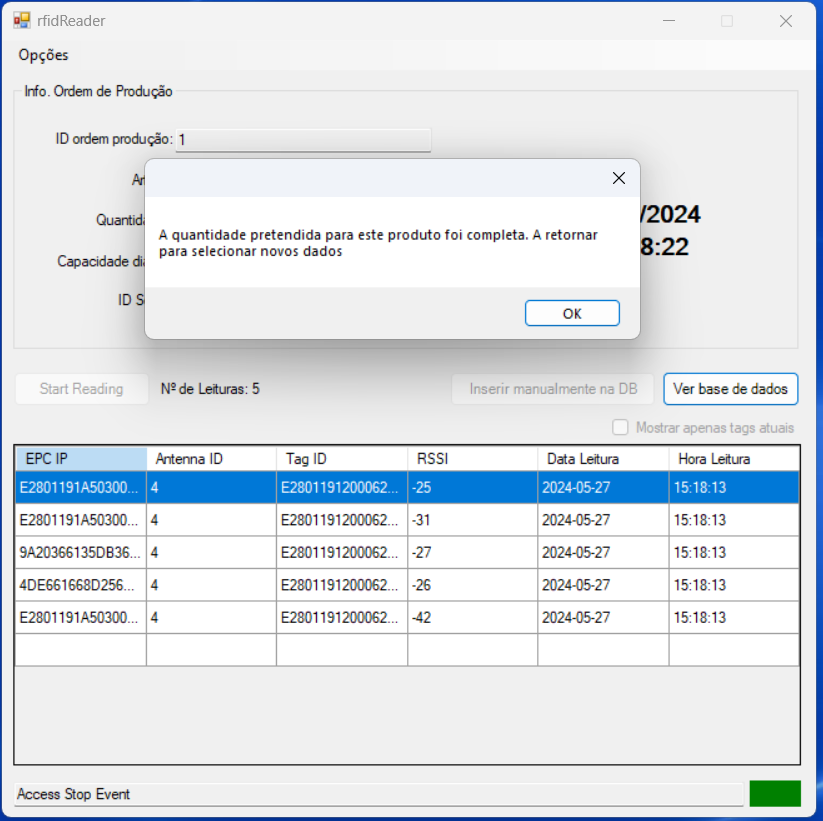 rfidReader
Opções
Info. Ordem de Produção
ID ordem produção: 1
A quantidade pretendida para este produto foi completa. A retornar
para selecionar novos dados
OK
/2024
8:22
Start Reading Nº de Leituras: 5 Inserir manualmente na DB Ver base de dados
Mostrar apenas tags atuais
EPC IP Antenna ID Tag ID RSSI Data Leitura Hora Leitura
E2801191A50300... 4 E2801191200062... -25 2024-05-27 15:18:13
E2801191A50300... 4 E2801191200062... -31 2024-05-27 15:18:13
9A20366135DB36... 4 E2801191200062... -27 2024-05-27 15:18:13
4DE661668D256... 4 E2801191200062... -26 2024-05-27 15:18:13
E2801191A50300... 4 E2801191200062... -42 2024-05-27 15:18:13
Access Stop Event